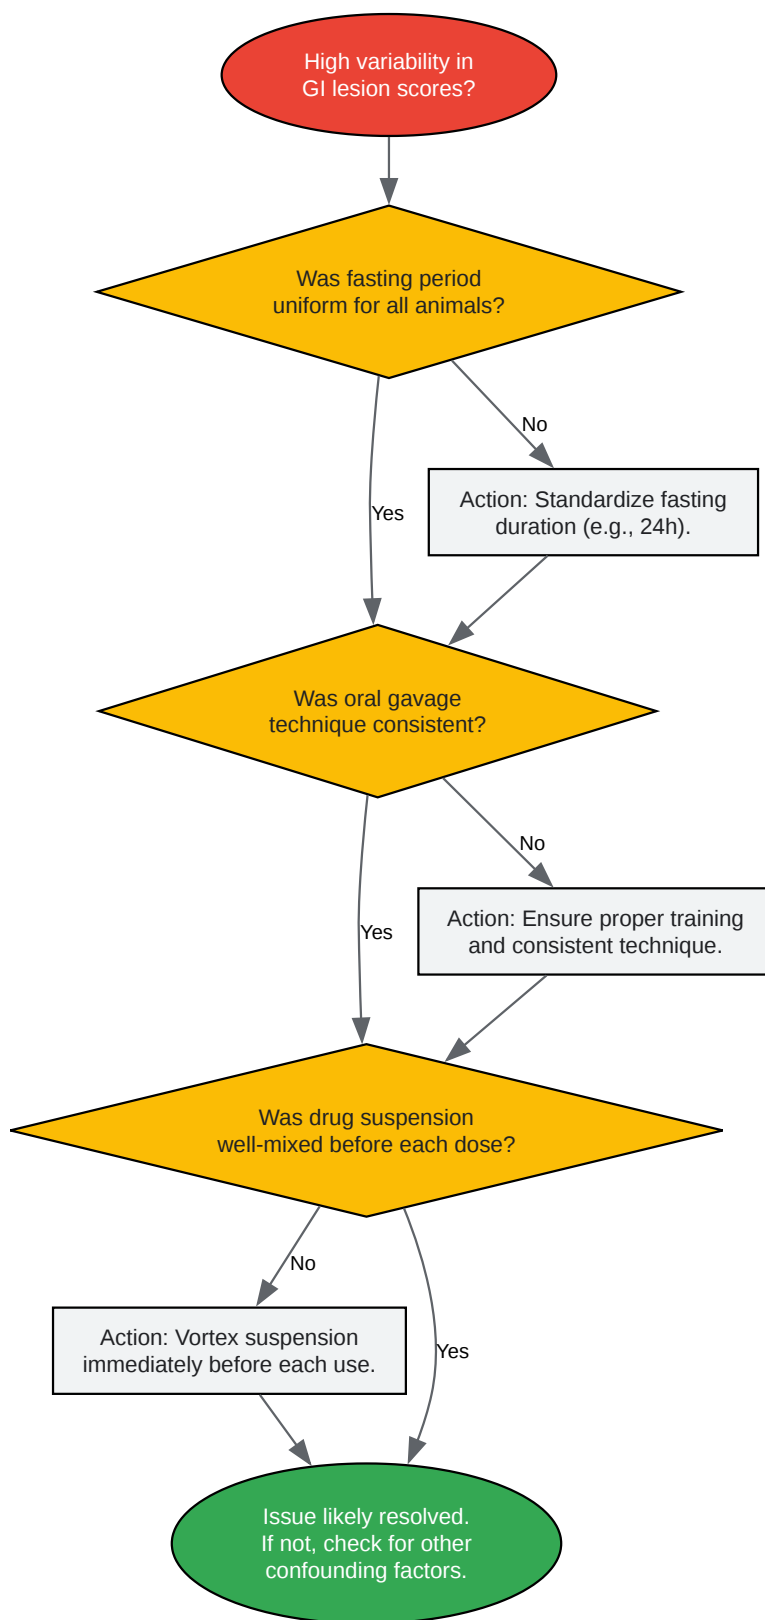 High variability in
GI lesion scores?
Was fasting period
uniform for all animals?
No
Action: Standardize fasting
duration (e.g., 24h).
Yes
Was oral gavage
technique consistent?
No
Action: Ensure proper training
and consistent technique.
Yes
Was drug suspension
well-mixed before each dose?
No
Action: Vortex suspension
immediately before each use.
Yes
Issue likely resolved.
If not, check for other
confounding factors.